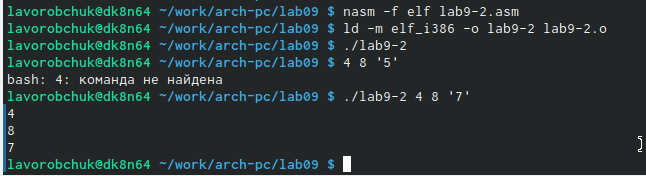 lavorobchuk@dk8n64 ~/work/arch-pc/lab09 $ nasm -f elf lab9-2.asm
lavorobchuk@dk8n64 ~/work/arch-pc/lab09 $ ld -m elf_i386 -o lab9-2 lab9-2.o
lavorobchuk@dk8n64 ~/work/arch-pc/lab09 $ ./lab9-2
lavorobchuk@dk8n64 ~/work/arch-pc/lab09 $ 4 8 '5'
bash: 4: команда не найдена
lavorobchuk@dk8n64 ~/work/arch-pc/lab09 $ ./lab9-2 4 8 '7'
4
8
7
lavorobchuk@dk8n64 ~/work/arch-pc/lab09 $